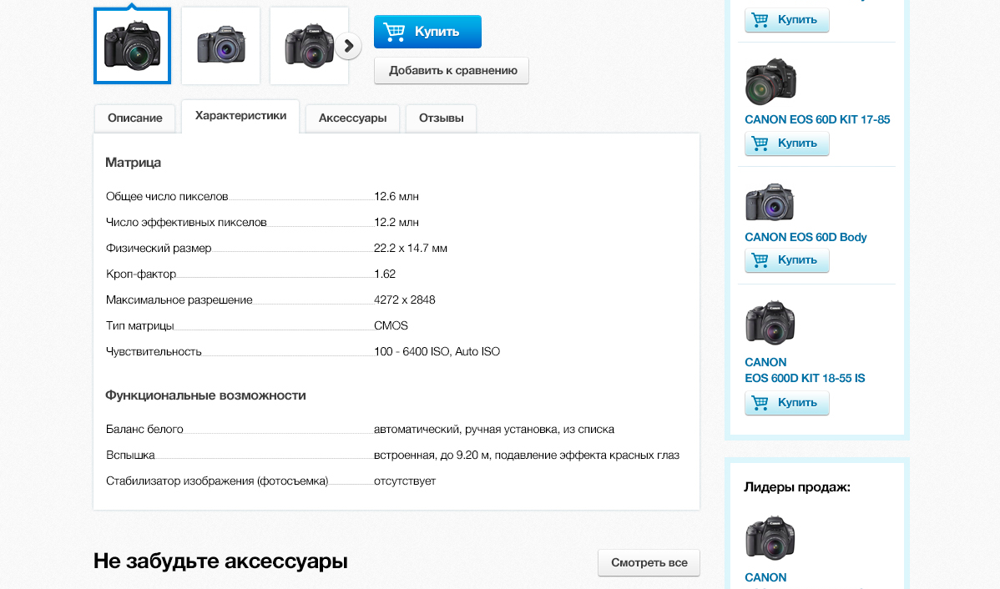 Купить
Добавить к сравнению
Описание
Характеристики
Аксессуары
Отзывы
Матрица
Общее число пикселов 12.6 млн
Число эффективных пикселов 12.2 млн
Физический размер 22.2 x 14.7 мм
Кроп-фактор 1.62
Максимальное разрешение 4272 x 2848
Тип матрицы CMOS
Чувствительность 100 - 6400 ISO, Auto ISO
Функциональные возможности
Баланс белого автоматический, ручная установка, из списка
Вспышка встроенная, до 9.20 м, подавление эффекта красных глаз
Стабилизатор изображения (фотосъемка) отсутствует
Не забудьте аксессуары
Смотреть все
Купить
CANON EOS 60D KIT 17-85
Купить
CANON EOS 60D Body
Купить
CANON
EOS 600D KIT 18-55 IS
Купить
Лидеры продаж:
CANON